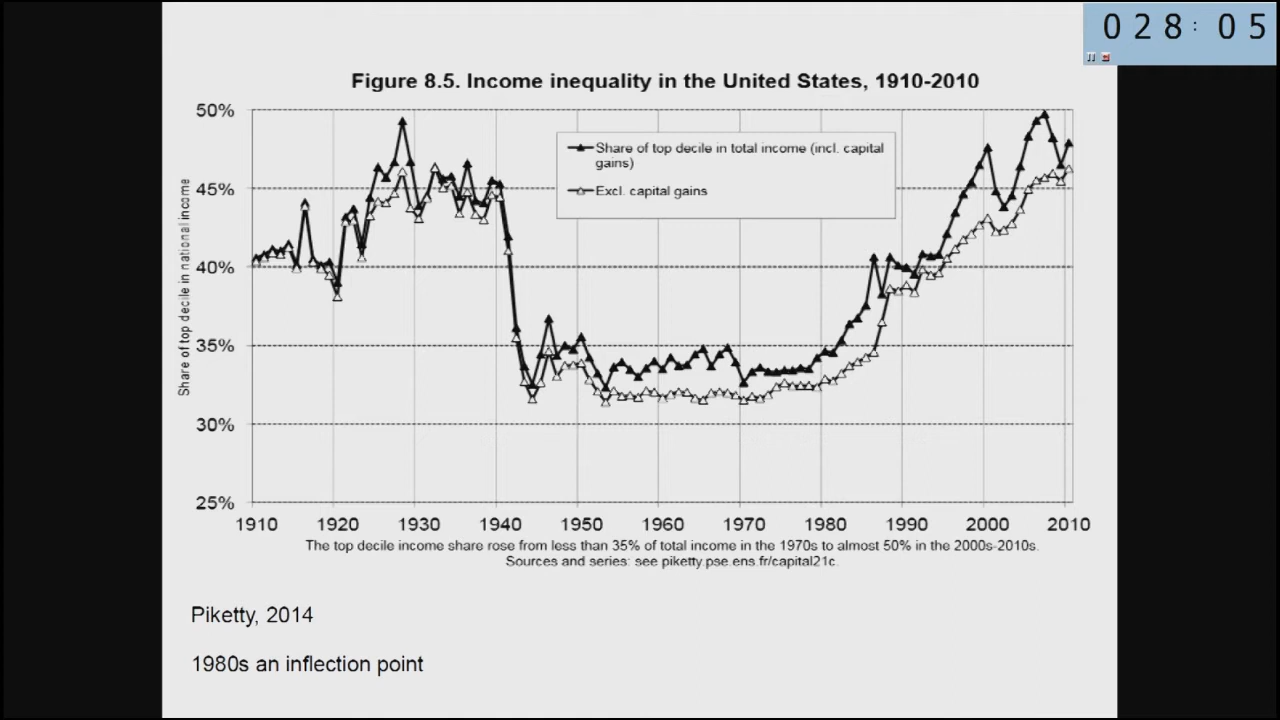 028:05
Figure 8.5. Income inequality in the United States, 1910-2010
50%
45%
40%
35%
30%
25%
Share of top decile in national income
Share of top decile in total income (incl. capital
gains)
Excl. capital gains
1910 1920 1930 1940 1950 1960 1970 1980 1990 2000 2010
The top decile income share rose from less than 35% of total income in the 1970s to almost 50% in the 2000s-2010s.
Sources and series: see piketty.pse.ens.fr/capital21c.
Piketty, 2014
1980s an inflection point